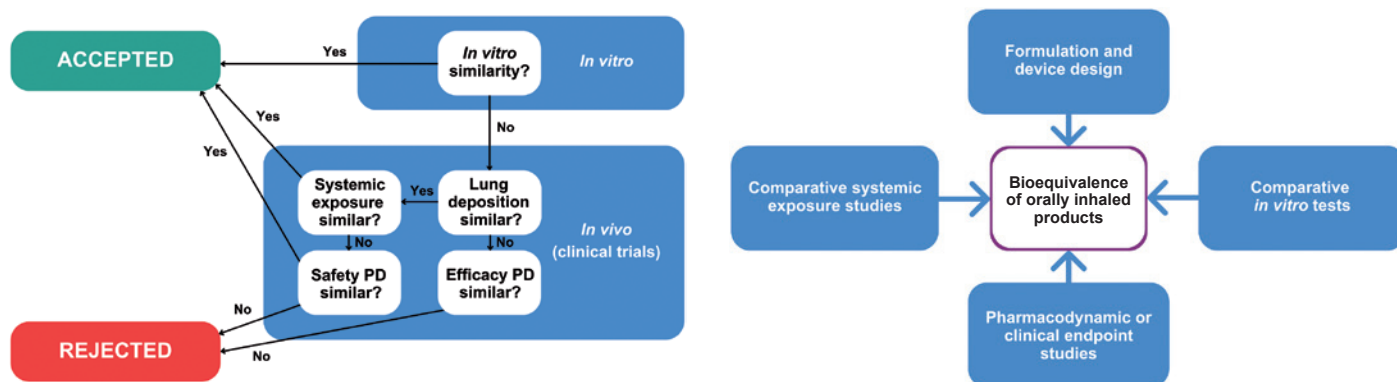 ACCEPTED
Yes
In vitro
similarity?
In vitro
No
Yes
Yes
Systemic
exposure
similar?
Yes
Lung
deposition
similar?
No
No
In vivo
(clinical trials)
Safety PD
similar?
Efficacy PD
similar?
No
No
REJECTED
Formulation and
device design
Comparative systemic
exposure studies
Bioequivalence
of orally inhaled
products
Comparative
in vitro tests
Pharmacodynamic or
clinical endpoint
studies